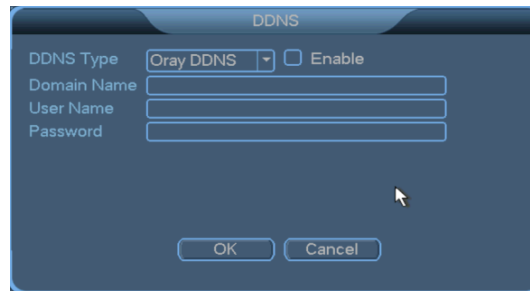 DDNS
DDNS Type Oray DDNS Enable
Domain Name
User Name
Password
OK Cancel